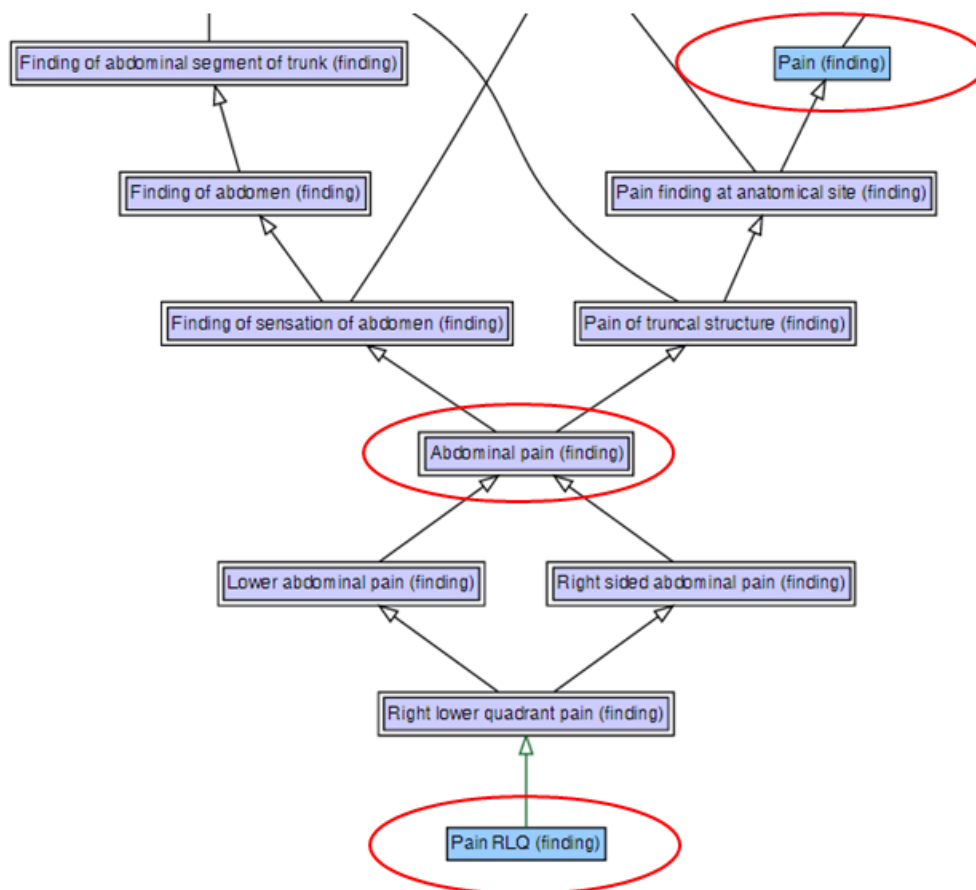 Finding of abdominal segment of trunk (finding)
Pain (finding)
Finding of abdomen (finding)
Pain finding at anatomical site (finding)
Finding of sensation of abdomen (finding)
Pain of truncal structure (finding)
Abdominal pain (finding)
Lower abdominal pain (finding)
Right sided abdominal pain (finding)
Right lower quadrant pain (finding)
Pain RLQ (finding)